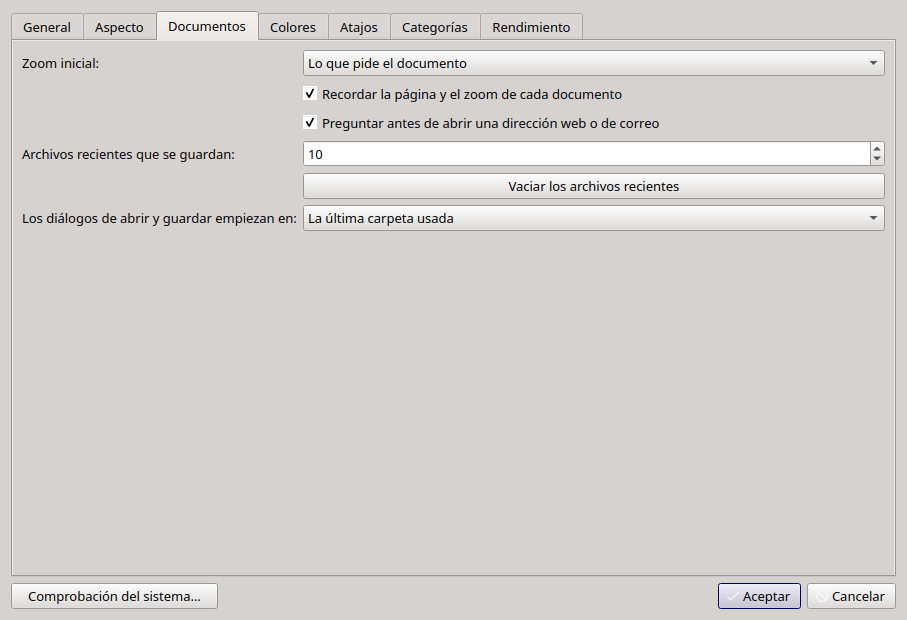 General Aspecto Documentos Colores Atajos Categorías Rendimiento
Zoom inicial: Lo que pide el documento
Recordar la página y el zoom de cada documento
Preguntar antes de abrir una dirección web o de correo
Archivos recientes que se guardan: 10
Vaciar los archivos recientes
Los diálogos de abrir y guardar empiezan en: La última carpeta usada
Comprobación del sistema... Aceptar Cancelar